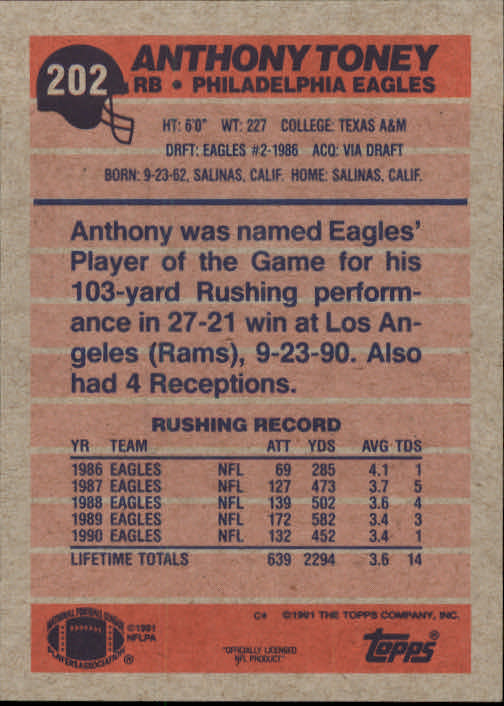 202
ANTHONY TONEY
RB • PHILADELPHIA EAGLES
HT: 6'0" WT: 227 COLLEGE: TEXAS A&M
DRFT: EAGLES #2-1986 ACQ: VIA DRAFT
BORN: 9-23-62, SALINAS, CALIF. HOME: SALINAS, CALIF.
Anthony was named Eagles'
Player of the Game for his
103-yard Rushing perform-
ance in 27-21 win at Los An-
geles (Rams), 9-23-90. Also
had 4 Receptions.
RUSHING RECORD
YR TEAM ATT YDS AVG TDS
1986 EAGLES NFL 69 285 4.1 1
1987 EAGLES NFL 127 473 3.7 5
1988 EAGLES NFL 139 502 3.6 4
1989 EAGLES NFL 172 582 3.4 3
1990 EAGLES NFL 132 452 3.4 1
LIFETIME TOTALS 639 2294 3.6 14
NATIONAL FOOTBALL LEAGUE
PLAYERS ASSOCIATION ®
©1991
NFLPA
C* ©1991 THE TOPPS COMPANY, INC.
"OFFICIALLY LICENSED
NFL PRODUCT"
TOPPS®